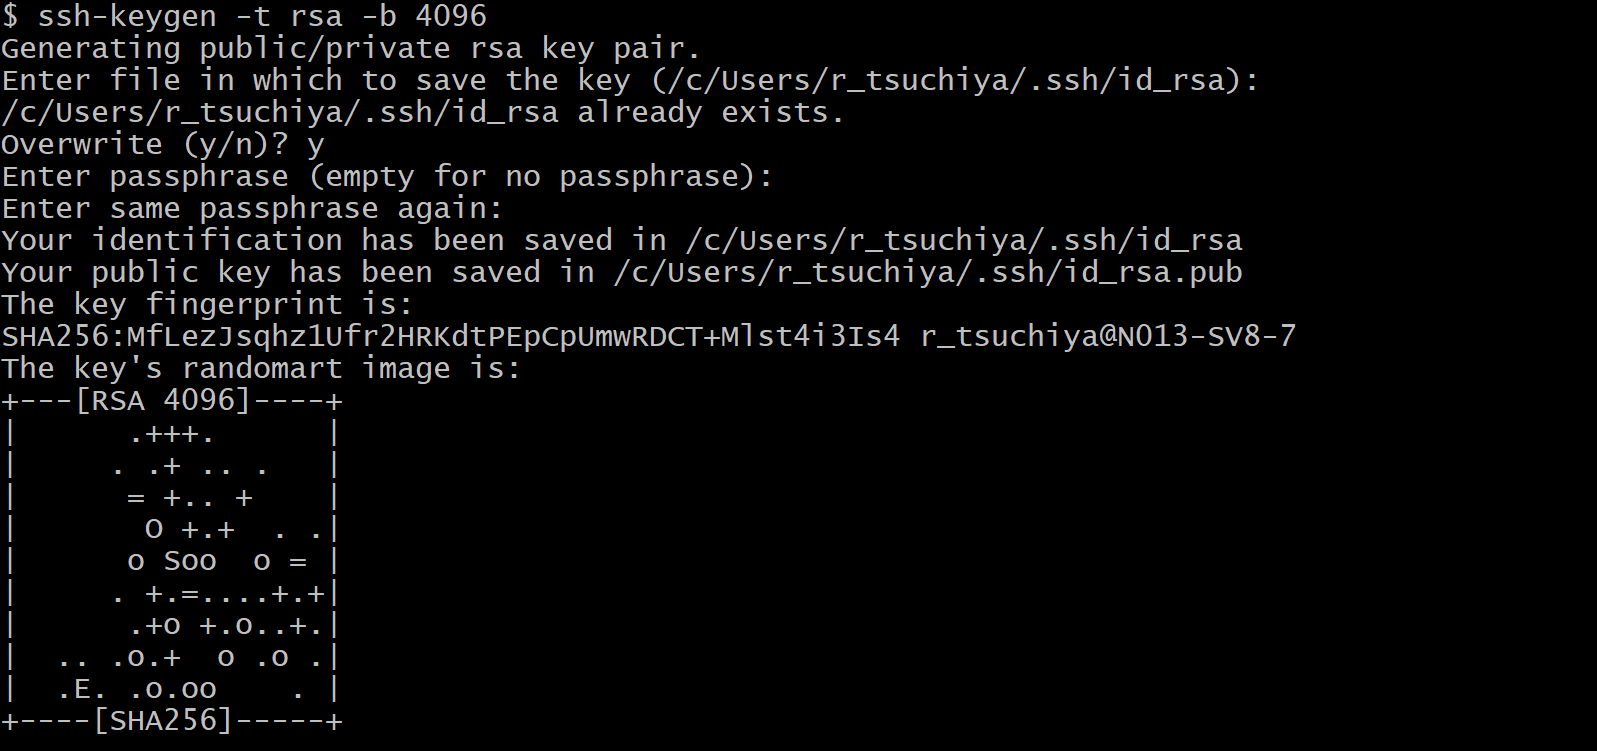 $ ssh-keygen -t rsa -b 4096
Generating public/private rsa key pair.
Enter file in which to save the key (/c/Users/r_tsuchiya/.ssh/id_rsa):
/c/Users/r_tsuchiya/.ssh/id_rsa already exists.
Overwrite (y/n)? y
Enter passphrase (empty for no passphrase):
Enter same passphrase again:
Your identification has been saved in /c/Users/r_tsuchiya/.ssh/id_rsa
Your public key has been saved in /c/Users/r_tsuchiya/.ssh/id_rsa.pub
The key fingerprint is:
SHA256:MfLezJsqhz1Ufr2HRKdtPEpCpUmwRDCT+Mlst4i3Is4 r_tsuchiya@NO13-SV8-7
The key's randomart image is:
+---[RSA 4096]----+
|      .+++.      |
|     . .+ .. .   |
|      = +.. +    |
|       O +.+  . .|
|      o Soo  o = |
|     . +.=....+.+|
|      .+o +.o..+.|
|  .. .o.+  o .o .|
|  .E. .o.oo    . |
+----[SHA256]-----+